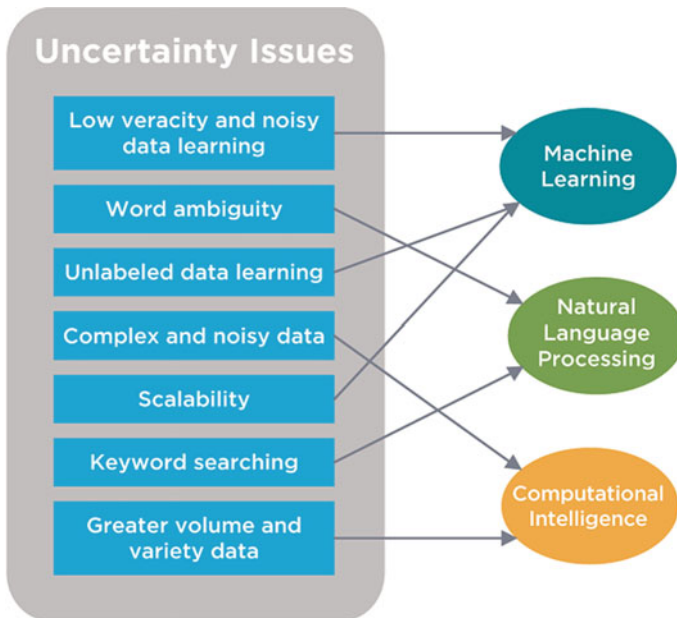 Uncertainty Issues
Low veracity and noisy
data learning
Word ambiguity
Unlabeled data learning
Complex and noisy data
Scalability
Keyword searching
Greater volume and
variety data
Machine
Learning
Natural
Language
Processing
Computational
Intelligence